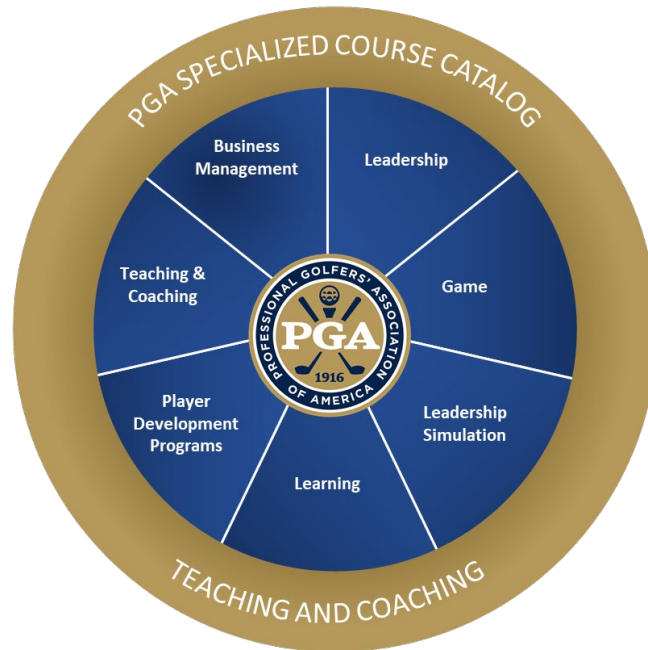 PGA SPECIALIZED COURSE CATALOG
Business
Management
Leadership
Teaching &
Coaching
Game
Player
Development
Programs
Leadership
Simulation
Learning
PROFESSIONAL GOLFERS' ASSOCIATION
PGA
1916
OF AMERICA
TEACHING AND COACHING